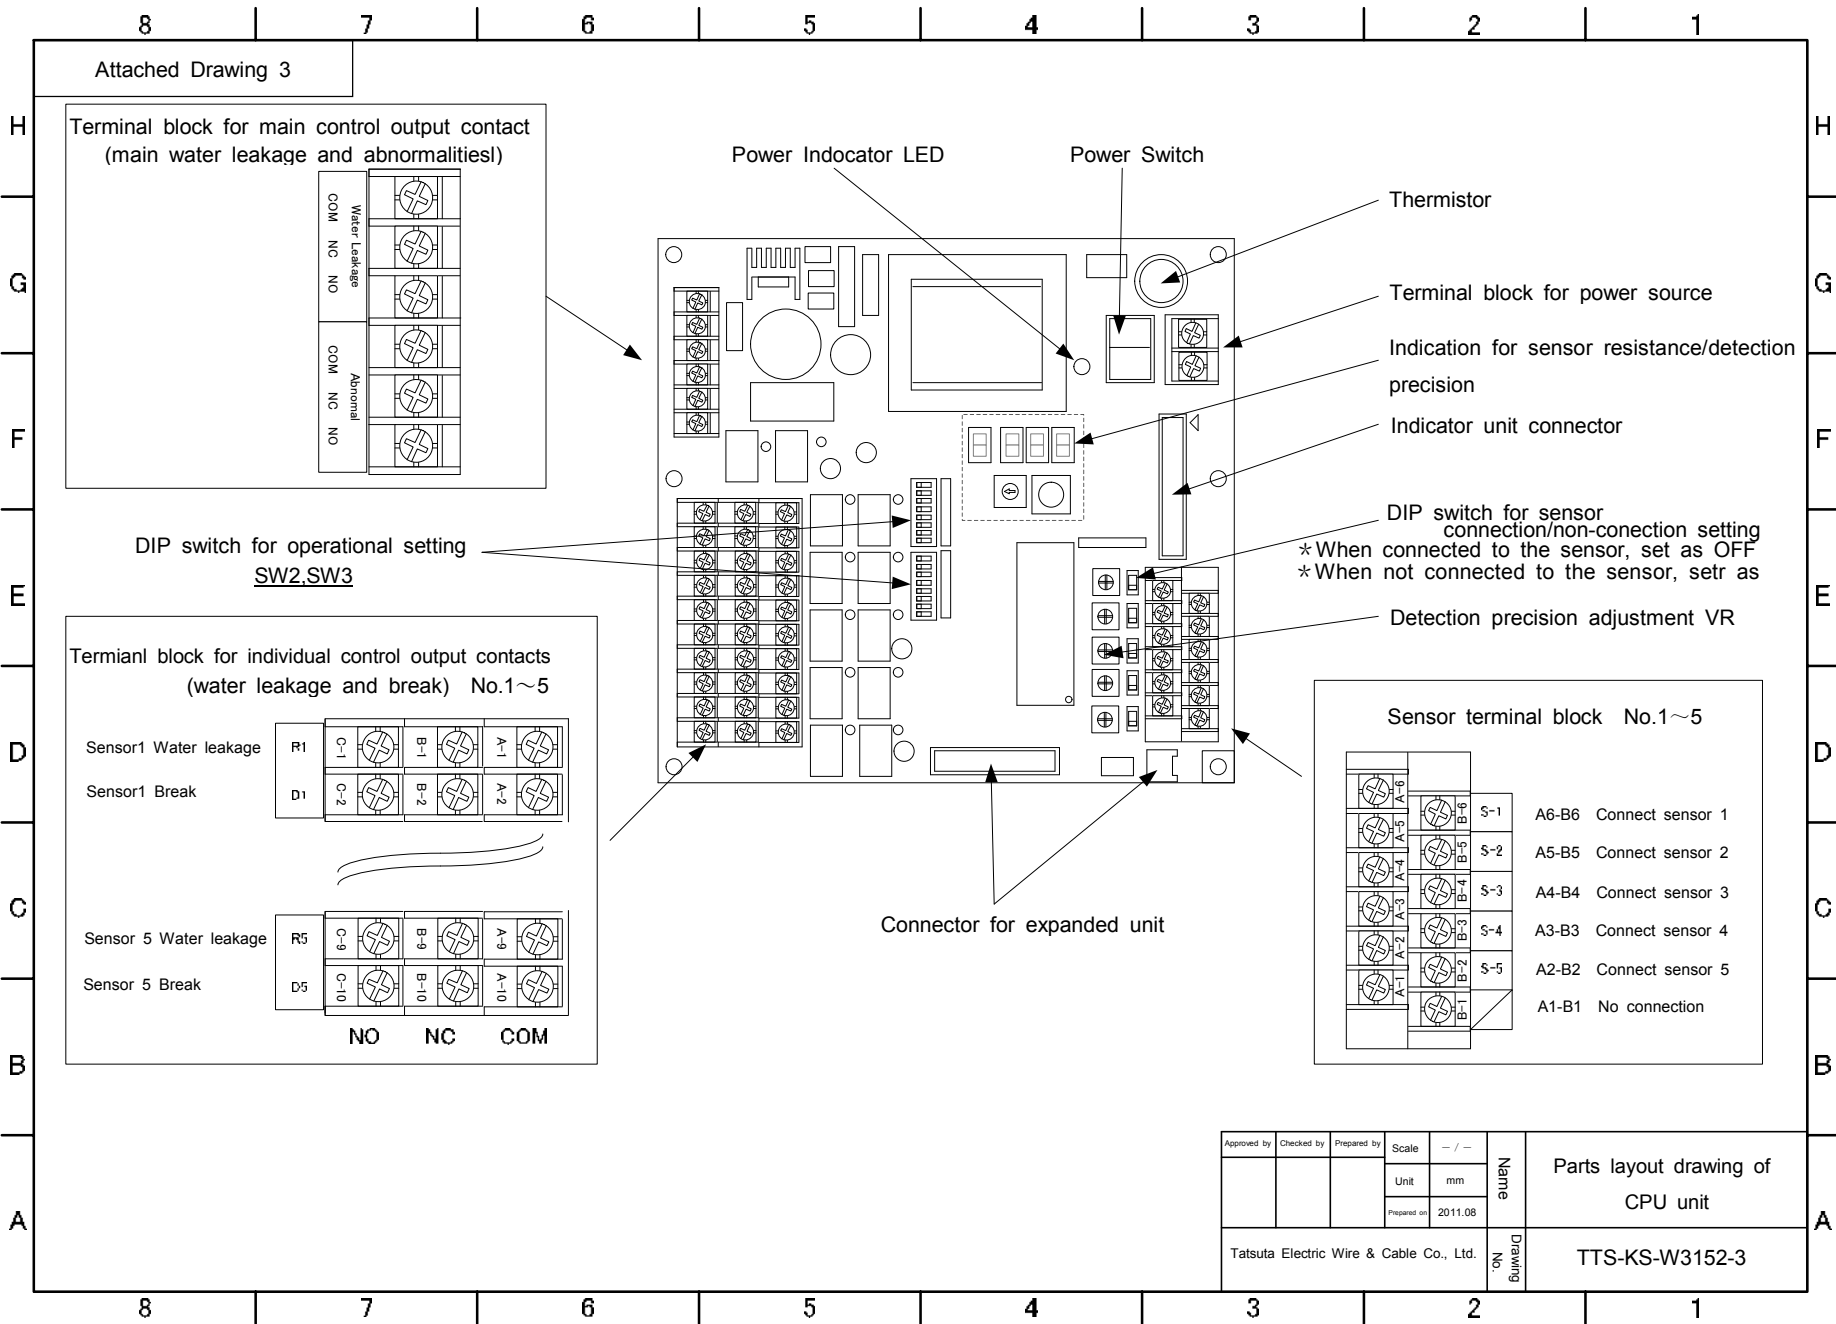 8 7 6 5 4 3 2 1
Attached Drawing 3
H
G
F
E
D
C
B
A
Terminal block for main control output contact
(main water leakage and abnormalitiesl)
Water Leakage
COM NC NO
Abnomal
COM NC NO
Power Indocator LED
Power Switch
Thermistor
Terminal block for power source
Indication for sensor resistance/detection
precision
Indicator unit connector
DIP switch for sensor
connection/non-conection setting
*When connected to the sensor, set as OFF
*When not connected to the sensor, setr as
Detection precision adjustment VR
DIP switch for operational setting
SW2,SW3
Termianl block for individual control output contacts
(water leakage and break) No.1~5
Sensor1 Water leakage R1 C-1 B-1 A-1
Sensor1 Break D1 C-2 B-2 A-2
Sensor 5 Water leakage R5 C-9 B-9 A-9
Sensor 5 Break D5 C-10 B-10 A-10
NO NC COM
Connector for expanded unit
Sensor terminal block No.1~5
A-6
A-5
A-4
A-3
A-2
A-1
B-6 S-1 A6-B6 Connect sensor 1
B-5 S-2 A5-B5 Connect sensor 2
B-4 S-3 A4-B4 Connect sensor 3
B-3 S-4 A3-B3 Connect sensor 4
B-2 S-5 A2-B2 Connect sensor 5
B-1 A1-B1 No connection
H
G
F
E
D
C
B
A
Approved by Checked by Prepared by Scale －/－
Unit mm
Prepared on 2011.08
Name
Parts layout drawing of
CPU unit
Tatsuta Electric Wire & Cable Co., Ltd.
Drawing
No.
TTS-KS-W3152-3
8 7 6 5 4 3 2 1